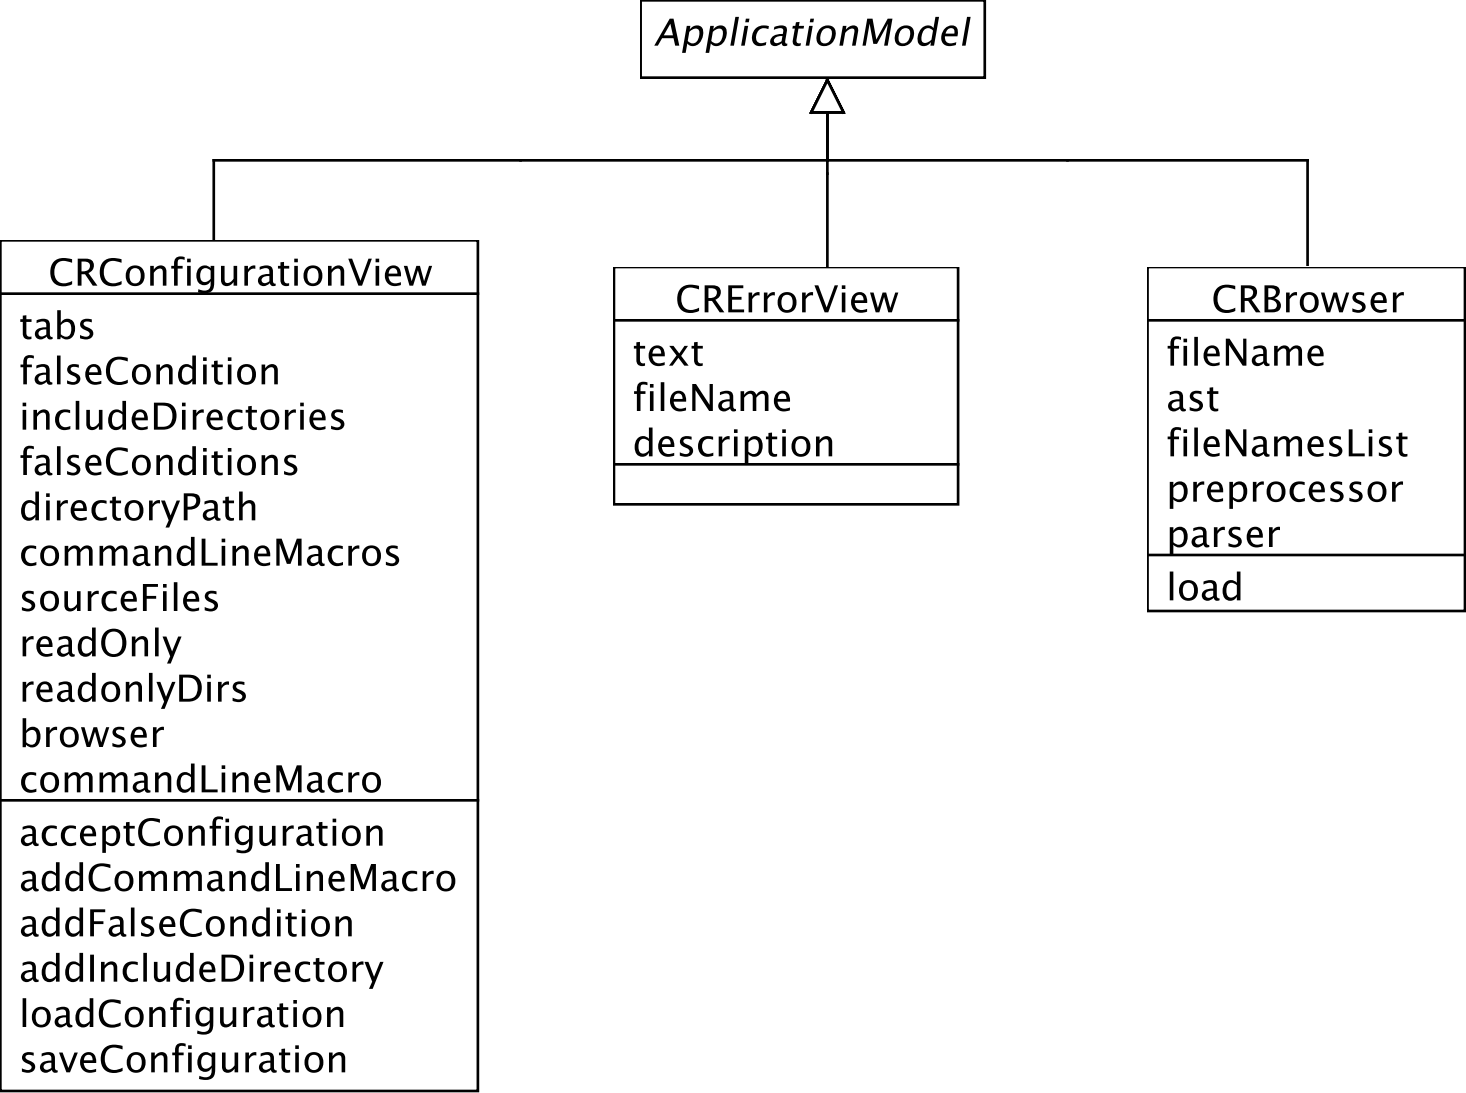 ApplicationModel
CRConfigurationView
tabs
falseCondition
includeDirectories
falseConditions
directoryPath
commandLineMacros
sourceFiles
readOnly
readonlyDirs
browser
commandLineMacro
acceptConfiguration
addCommandLineMacro
addFalseCondition
addIncludeDirectory
loadConfiguration
saveConfiguration
CRErrorView
text
fileName
description
CRBrowser
fileName
ast
fileNamesList
preprocessor
parser
load